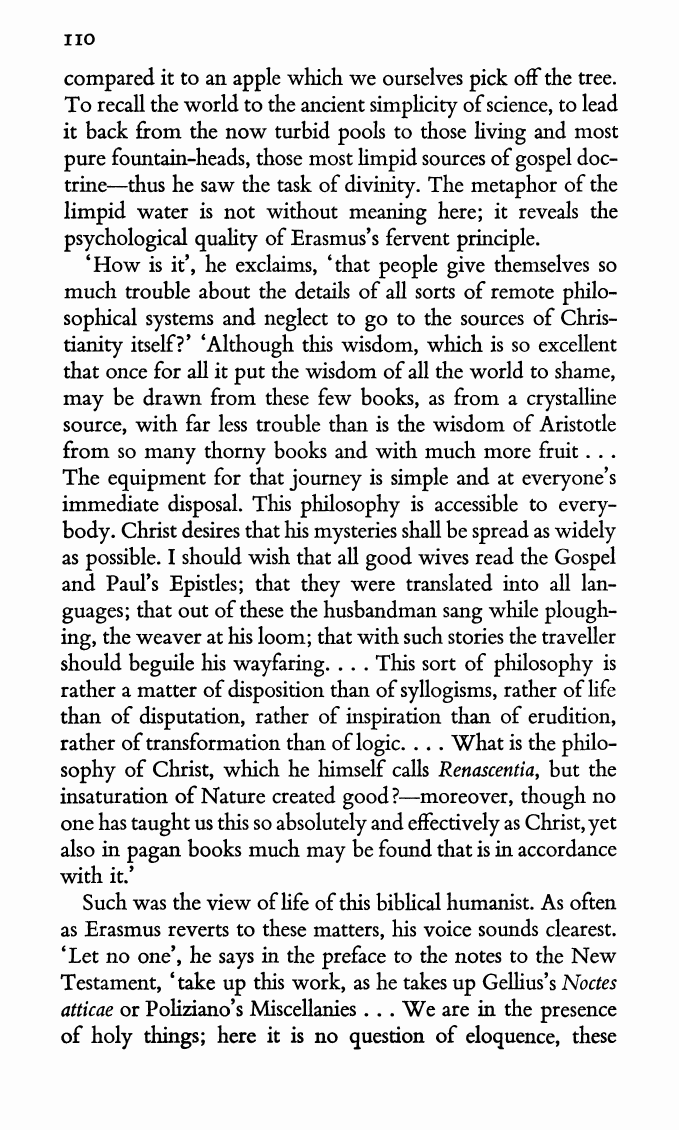 110
compared it to an apple which we ourselves pick off the tree.
To recall the world to the ancient simplicity of science, to lead
it back from the now turbid pools to those living and most
pure fountain-heads, those most limpid sources of gospel doc-
trine—thus he saw the task of divinity. The metaphor of the
limpid water is not without meaning here; it reveals the
psychological quality of Erasmus's fervent principle.
‘How is it’, he exclaims, ‘that people give themselves so
much trouble about the details of all sorts of remote philo-
sophical systems and neglect to go to the sources of Chris-
tianity itself?’ ‘Although this wisdom, which is so excellent
that once for all it put the wisdom of all the world to shame,
may be drawn from these few books, as from a crystalline
source, with far less trouble than is the wisdom of Aristotle
from so many thorny books and with much more fruit . . .
The equipment for that journey is simple and at everyone's
immediate disposal. This philosophy is accessible to every-
body. Christ desires that his mysteries shall be spread as widely
as possible. I should wish that all good wives read the Gospel
and Paul's Epistles; that they were translated into all lan-
guages; that out of these the husbandman sang while plough-
ing, the weaver at his loom; that with such stories the traveller
should beguile his wayfaring. . . . This sort of philosophy is
rather a matter of disposition than of syllogisms, rather of life
than of disputation, rather of inspiration than of erudition,
rather of transformation than of logic. . . . What is the philo-
sophy of Christ, which he himself calls Renascentia, but the
insaturation of Nature created good?—moreover, though no
one has taught us this so absolutely and effectively as Christ, yet
also in pagan books much may be found that is in accordance
with it.’
Such was the view of life of this biblical humanist. As often
as Erasmus reverts to these matters, his voice sounds clearest.
‘Let no one’, he says in the preface to the notes to the New
Testament, ‘take up this work, as he takes up Gellius's Noctes
atticae or Poliziano's Miscellanies . . . We are in the presence
of holy things; here it is no question of eloquence, these